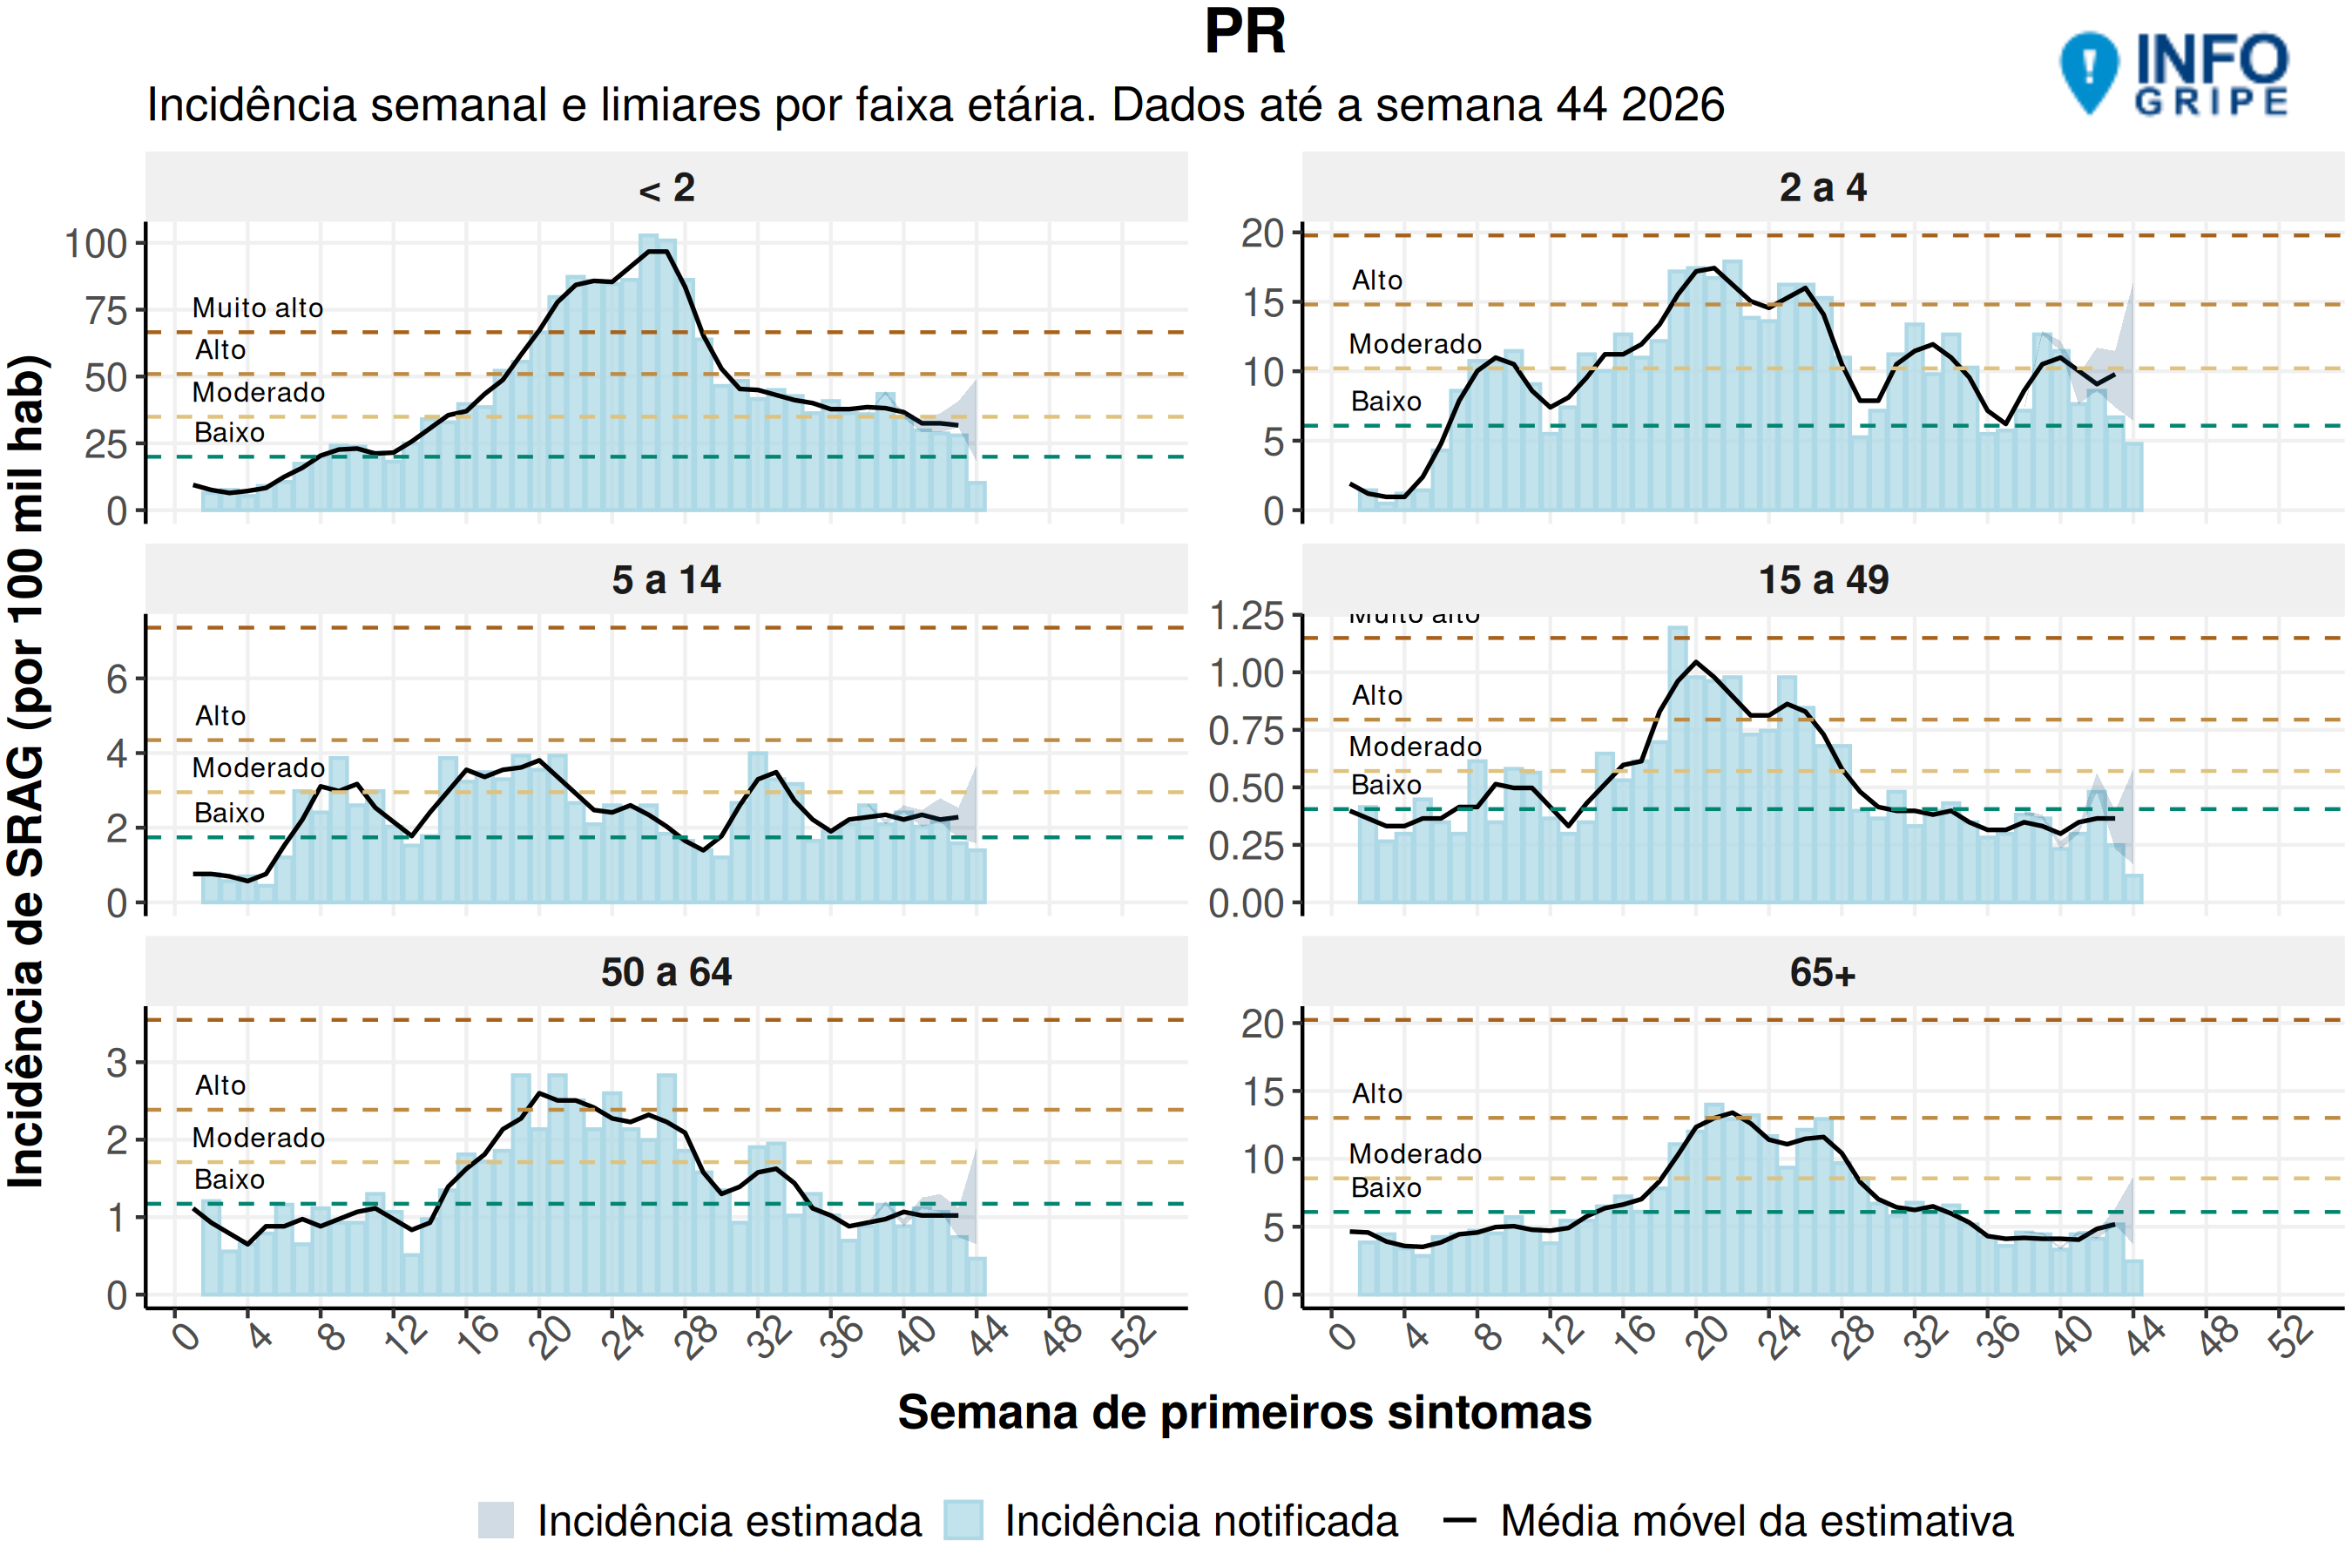 PR
INFO
GRIPE
Incidência semanal e limiares por faixa etária. Dados até a semana 44 2026
Incidência de SRAG (por 100 mil hab)
< 2
100
75
50
25
0
Muito alto
Alto
Moderado
Baixo
2 a 4
20
15
10
5
0
Alto
Moderado
Baixo
5 a 14
6
4
2
0
Alto
Moderado
Baixo
15 a 49
1.25
1.00
0.75
0.50
0.25
0.00
Muito alto
Alto
Moderado
Baixo
50 a 64
3
2
1
0
Alto
Moderado
Baixo
65+
20
15
10
5
0
Alto
Moderado
Baixo
0 4 8 12 16 20 24 28 32 36 40 44 48 52
0 4 8 12 16 20 24 28 32 36 40 44 48 52
Semana de primeiros sintomas
Incidência estimada Incidência notificada Média móvel da estimativa